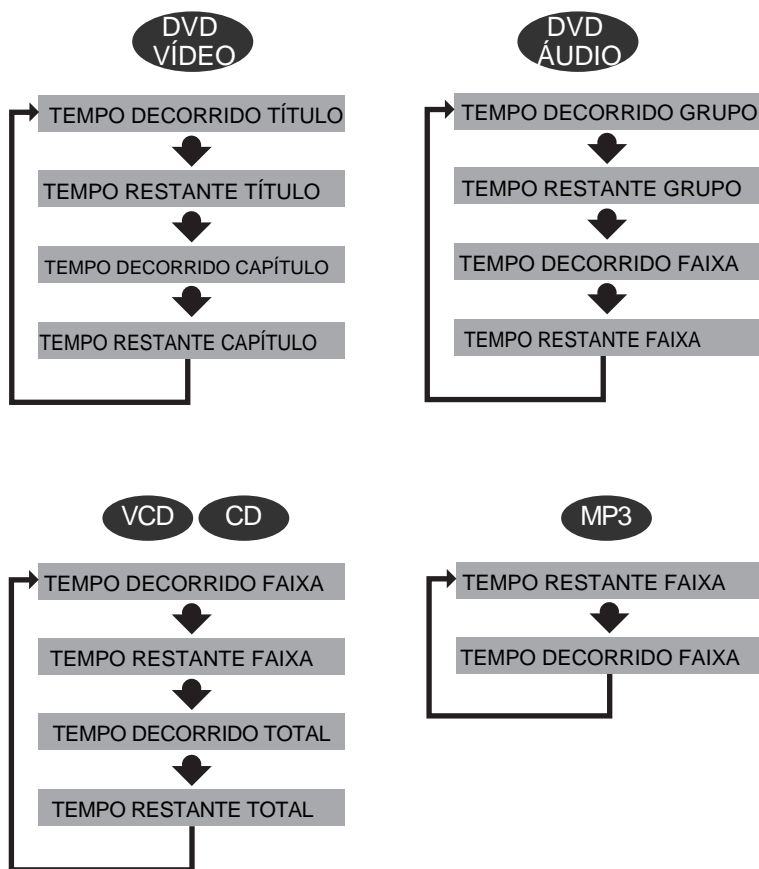 DVD
VÍDEO
TEMPO DECORRIDO TÍTULO
TEMPO RESTANTE TÍTULO
TEMPO DECORRIDO CAPÍTULO
TEMPO RESTANTE CAPÍTULO
DVD
ÁUDIO
TEMPO DECORRIDO GRUPO
TEMPO RESTANTE GRUPO
TEMPO DECORRIDO FAIXA
TEMPO RESTANTE FAIXA
VCD CD
TEMPO DECORRIDO FAIXA
TEMPO RESTANTE FAIXA
TEMPO DECORRIDO TOTAL
TEMPO RESTANTE TOTAL
MP3
TEMPO RESTANTE FAIXA
TEMPO DECORRIDO FAIXA